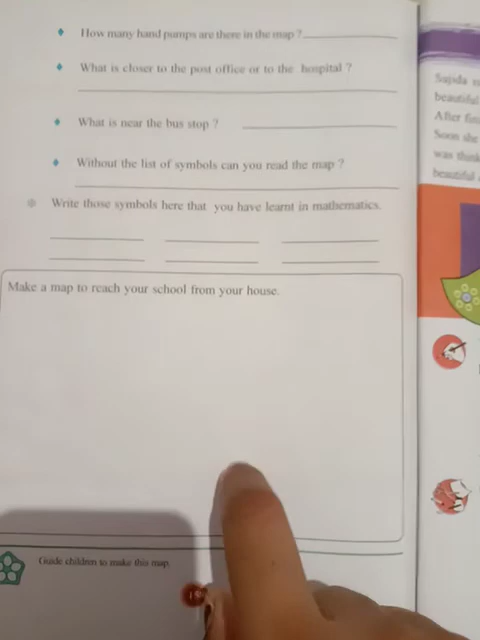 How many hand pumps are there in the map ?
What is closer to the post office or to the hospital ?
What is near the bus stop ?
Without the list of symbols can you read the map ?
Write those symbols here that you have learnt in mathematics.
Make a map to reach your school from your house.
Guide children to make this map
Sajida
beautiful
After
Soon she
was
beautiful